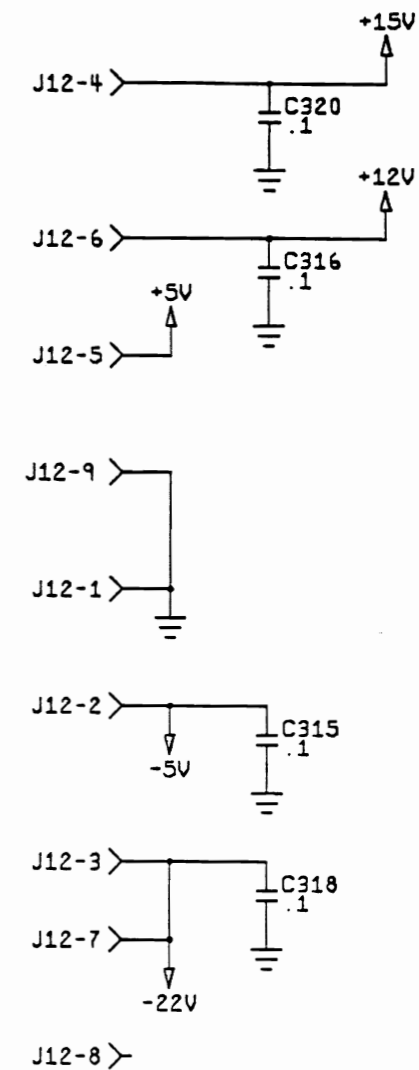 +15V
J12-4
C320
.1
+12V
J12-6
C316
.1
+5V
J12-5
J12-9
J12-1
J12-2
C315
.1
-5V
J12-3
C318
.1
J12-7
-22V
J12-8